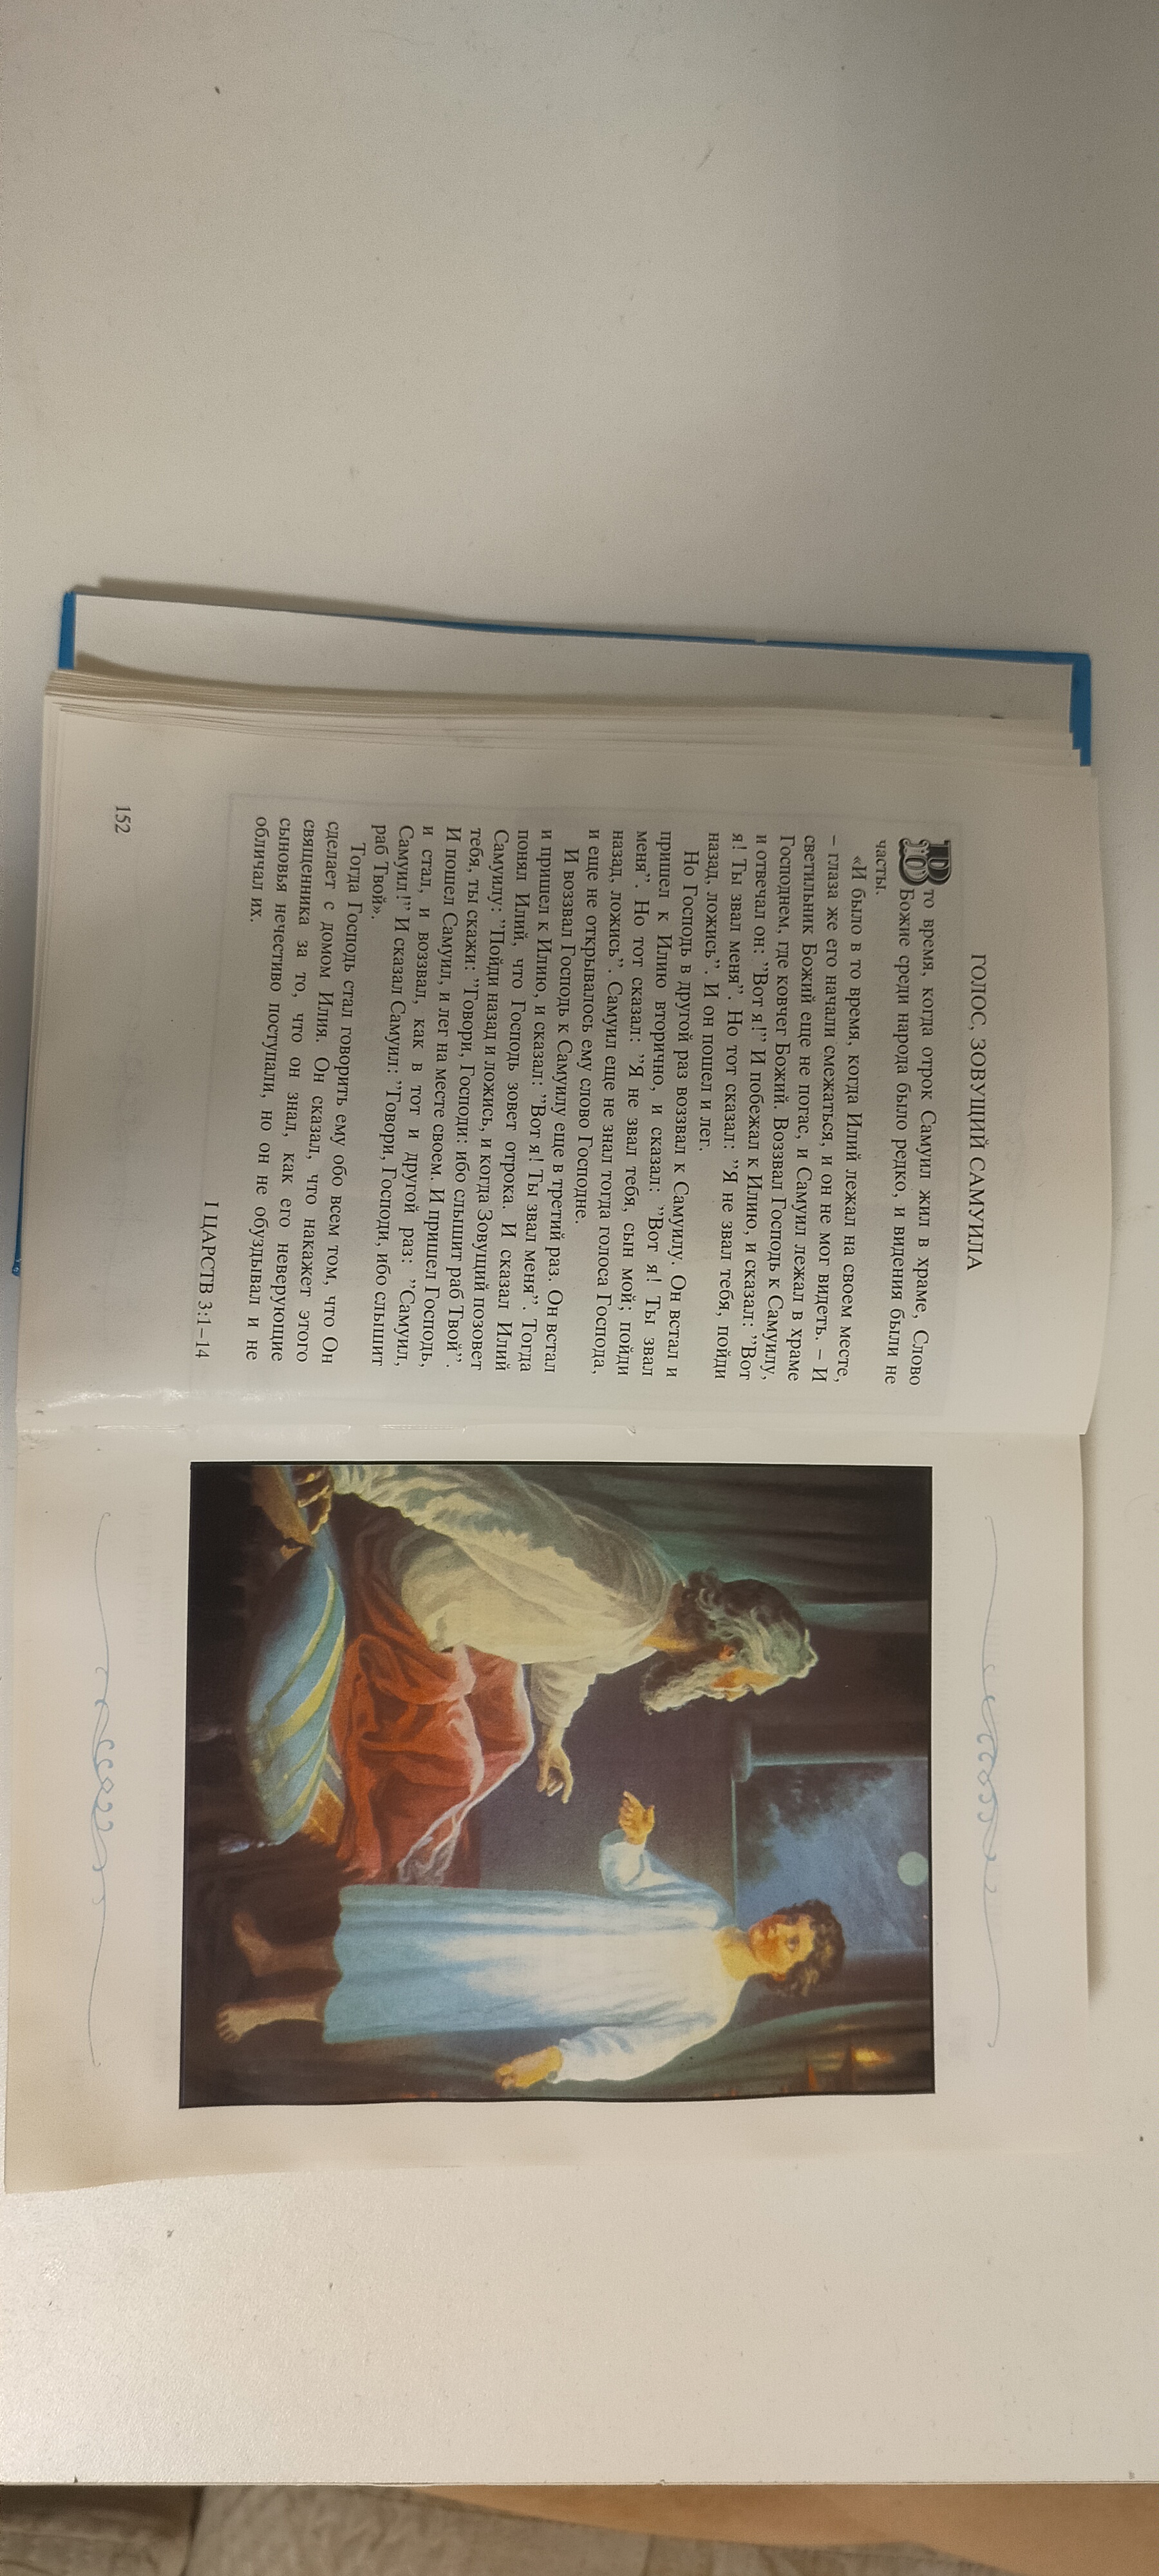 ГОЛОС, ЗОВУЩИЙ САМУИЛА
В то время, когда отрок Самуил жил в храме, Слово
Божие среди народа было редко, и видения были не
часты.
«И было в то время, когда Илий лежал на своем месте,
– глаза же его начали смежаться, и он не мог видеть. – И
светильник Божий еще не погас, и Самуил лежал в храме
Господнем, где ковчег Божий. Воззвал Господь к Самуилу,
и отвечал он: ”Вот я!” И побежал к Илию, и сказал: ”Вот
я! Ты звал меня”. Но тот сказал: ”Я не звал тебя, пойди
назад, ложись”. И он пошел и лег.
Но Господь в другой раз воззвал к Самуилу. Он встал и
пришел к Илию вторично, и сказал: ”Вот я! Ты звал
меня”. Но тот сказал: ”Я не звал тебя, сын мой; пойди
назад, ложись”. Самуил еще не знал тогда голоса Господа,
и еще не открывалось ему слово Господне.
И воззвал Господь к Самуилу еще в третий раз. Он встал
и пришел к Илию, и сказал: ”Вот я! Ты звал меня”. Тогда
понял Илий, что Господь зовет отрока. И сказал Илий
Самуилу: ”Пойди назад и ложись, и когда Зовущий позовет
тебя, ты скажи: ”Говори, Господи: ибо слышит раб Твой”.
И пошел Самуил, и лег на месте своем. И пришел Господь,
и стал, и воззвал, как в тот и другой раз: ”Самуил,
Самуил!” И сказал Самуил: ”Говори, Господи, ибо слышит
раб Твой».
Тогда Господь стал говорить ему обо всем том, что Он
сделает с домом Илия. Он сказал, что накажет этого
священника за то, что он знал, как его неверующие
сыновья нечестиво поступали, но он не обуздывал и не
обличал их.
I ЦАРСТВ 3:1–14
152